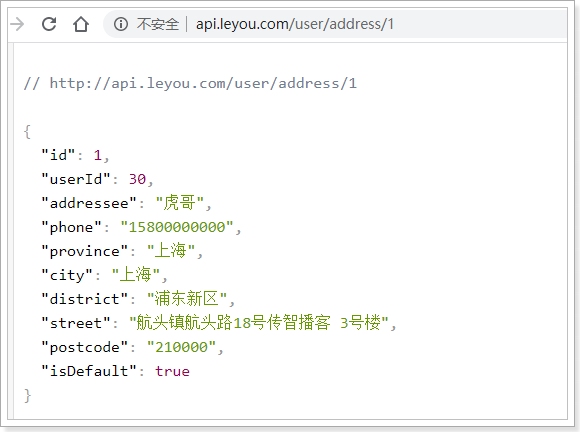 不安全 | api.leyou.com/user/address/1
// http://api.leyou.com/user/address/1
{
  "id": 1,
  "userId": 30,
  "addressee": "虎哥",
  "phone": "15800000000",
  "province": "上海",
  "city": "上海",
  "district": "浦东新区",
  "street": "航头镇航头路18号传智播客 3号楼",
  "postcode": "210000",
  "isDefault": true
}